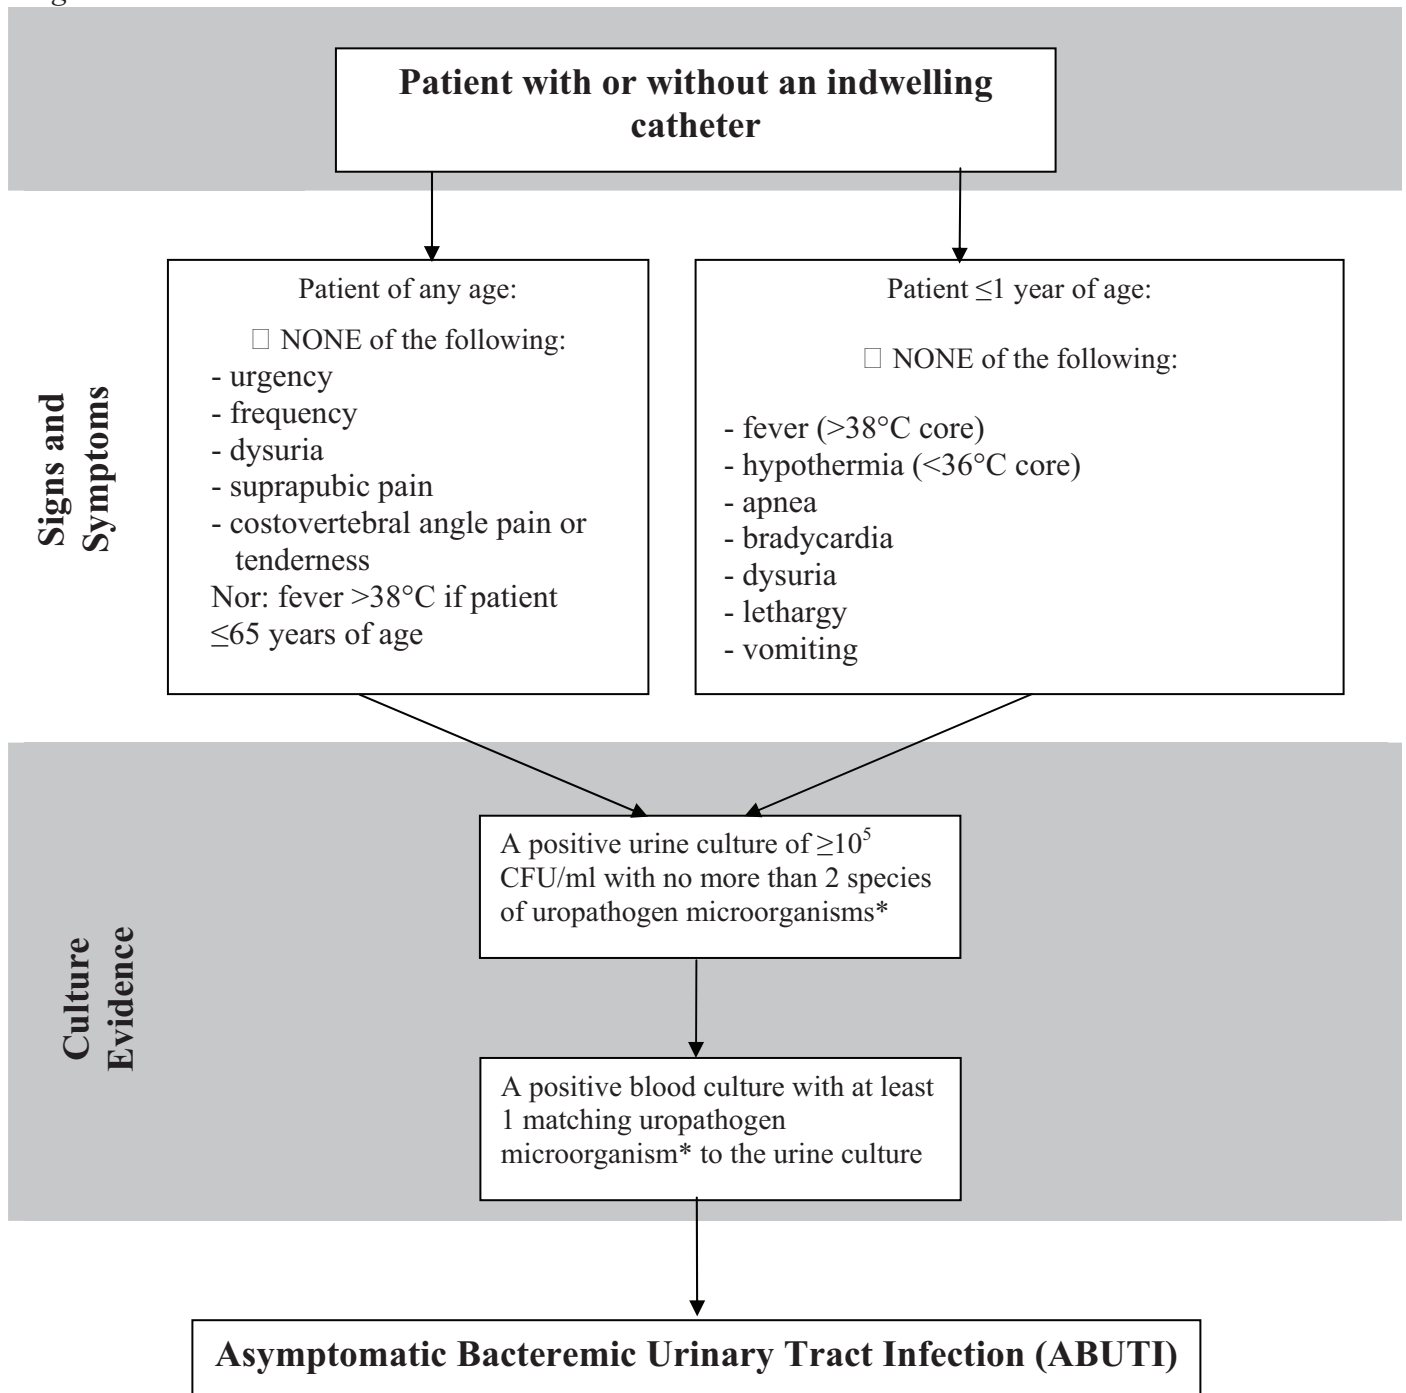 Patient with or without an indwelling
catheter
Signs and
Symptoms
Patient of any age:
□ NONE of the following:
- urgency
- frequency
- dysuria
- suprapubic pain
- costovertebral angle pain or
tenderness
Nor: fever >38°C if patient
≤65 years of age
Patient ≤1 year of age:
□ NONE of the following:
- fever (>38°C core)
- hypothermia (<36°C core)
- apnea
- bradycardia
- dysuria
- lethargy
- vomiting
Culture
Evidence
A positive urine culture of ≥10⁵
CFU/ml with no more than 2 species
of uropathogen microorganisms*
A positive blood culture with at least
1 matching uropathogen
microorganism* to the urine culture
Asymptomatic Bacteremic Urinary Tract Infection (ABUTI)